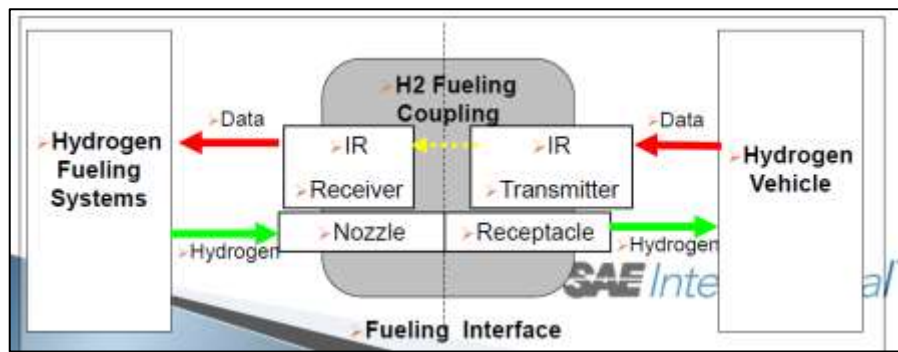 ➢H2 Fueling
Coupling
➢Data
➢Data
➢Hydrogen
Fueling
Systems
➢IR
➢Receiver
➢IR
➢Transmitter
➢Hydrogen
Vehicle
➢Nozzle
➢Receptacle
➢Hydrogen
➢Hydrogen
SAE Inte al
➢Fueling Interface